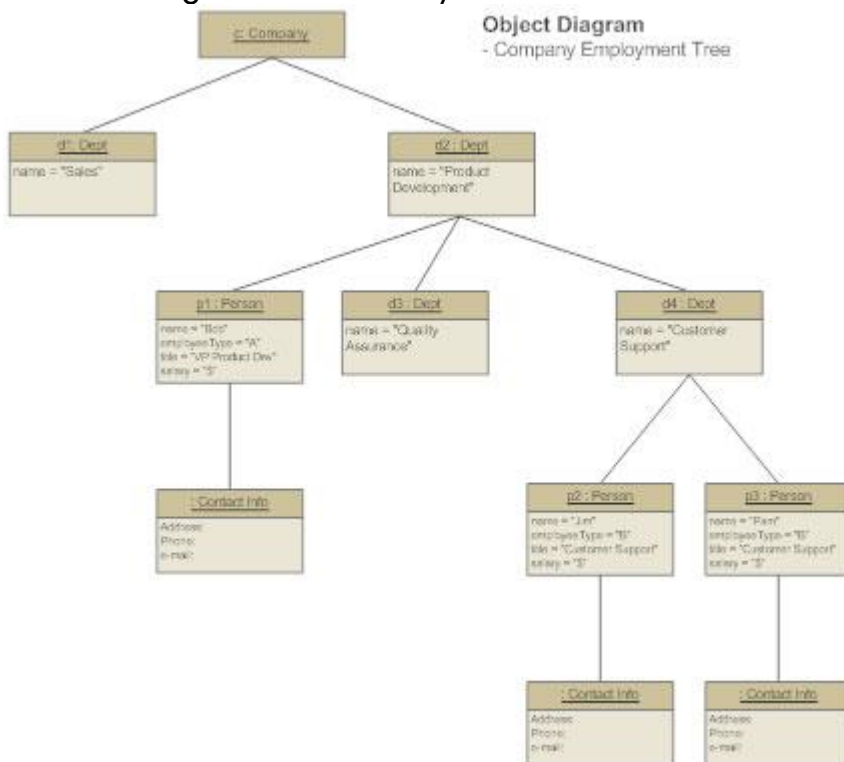 Object Diagram
- Company Employment Tree
c: Company
d1: Dept
name = "Sales"
d2 : Dept
name = "Product
Development"
p1 : Person
name = "Bob"
employeeType = "A"
title = "VP Product Dev"
salary = "$"
d3 : Dept
name = "Quality
Assurance"
d4 : Dept
name = "Customer
Support"
: Contact Info
Address:
Phone:
e-mail:
p2 : Person
name = "Jim"
employeeType = "B"
title = "Customer Support"
salary = "$"
p3 : Person
name = "Pam"
employeeType = "B"
title = "Customer Support"
salary = "$"
: Contact Info
Address:
Phone:
e-mail:
: Contact Info
Address:
Phone:
e-mail: